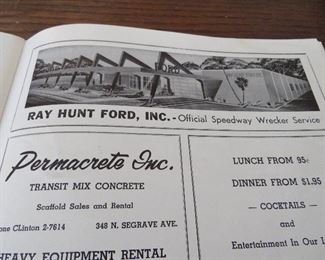 FORD
RAY HUNT FORD, INC.-Official Speedway Wrecker Service
Permacrete Inc.
TRANSIT MIX CONCRETE
Scaffold Sales and Rental
one CLinton 2-7614 348 N. SEGRAVE AVE.
HEAVY EQUIPMENT RENTAL
LUNCH FROM 95¢
DINNER FROM $1.95
— COCKTAILS —
and
Entertainment In Our L